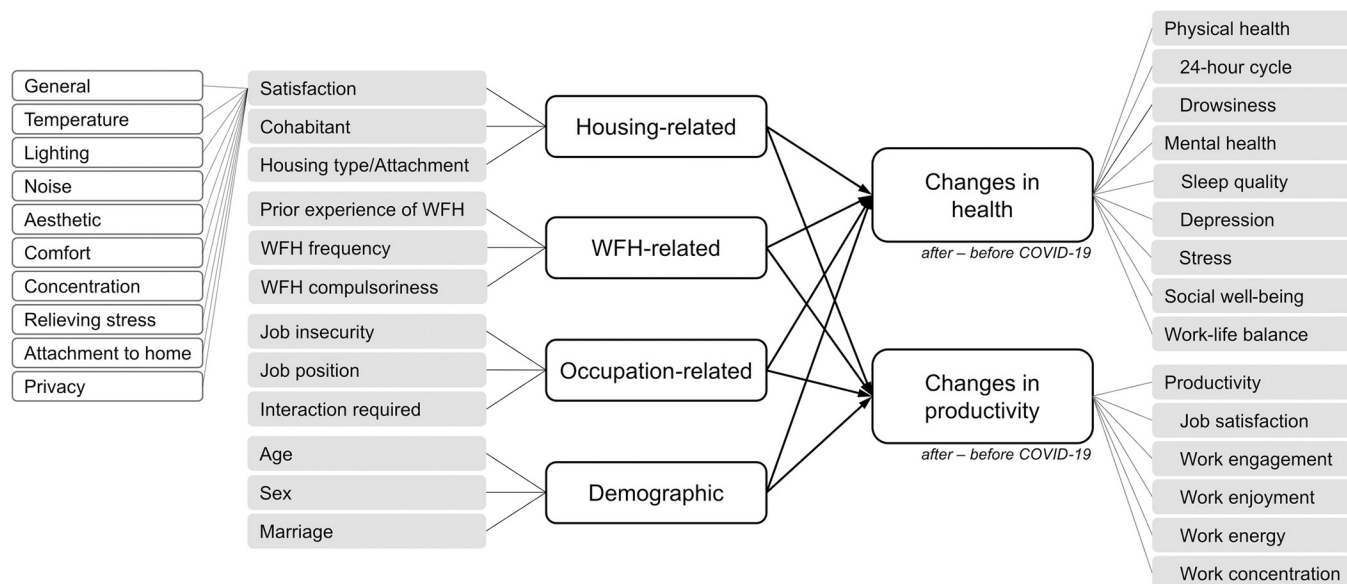 General
Temperature
Lighting
Noise
Aesthetic
Comfort
Concentration
Relieving stress
Attachment to home
Privacy
Satisfaction
Cohabitant
Housing type/Attachment
Prior experience of WFH
WFH frequency
WFH compulsoriness
Job insecurity
Job position
Interaction required
Age
Sex
Marriage
Housing-related
WFH-related
Occupation-related
Demographic
Changes in
health
after – before COVID-19
Changes in
productivity
after – before COVID-19
Physical health
24-hour cycle
Drowsiness
Mental health
Sleep quality
Depression
Stress
Social well-being
Work-life balance
Productivity
Job satisfaction
Work engagement
Work enjoyment
Work energy
Work concentration